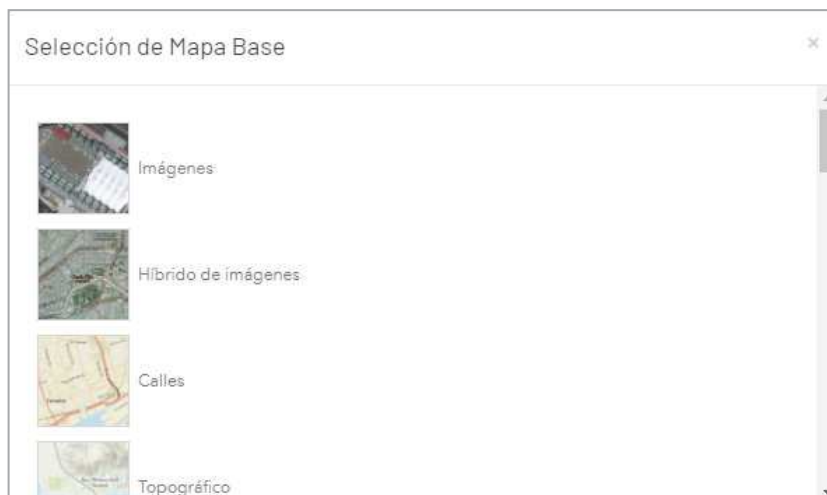 Selección de Mapa Base
×
Imágenes
Híbrido de imágenes
Calles
Topográfico